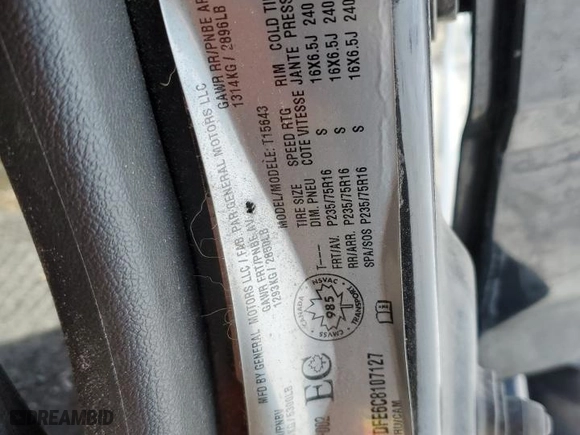 MFD BY GENERAL MOTORS LLC / FAB. PAR GENERAL MOTORS LLC
GAWR FRT/PNBE AV
GAWR RR/PNBE AR
1293KG / 2850LB
1314KG / 2896LB
MODEL/MODELE: T15643
TIRE SIZE SPEED RTG RIM COLD TI
DIM. PNEU COTE VITESSE JANTE PRESS
T---
FRT/AV. P235/75R16 S 16X6.5J 240
RR/ARR. P235/75R16 S 16X6.5J 240
SPA/SOS P235/75R16 S 16X6.5J 240
EC
CANADA
NSVAC
TRANSPORT
CMVSS
985
DFE6C8107127
DREAMBID